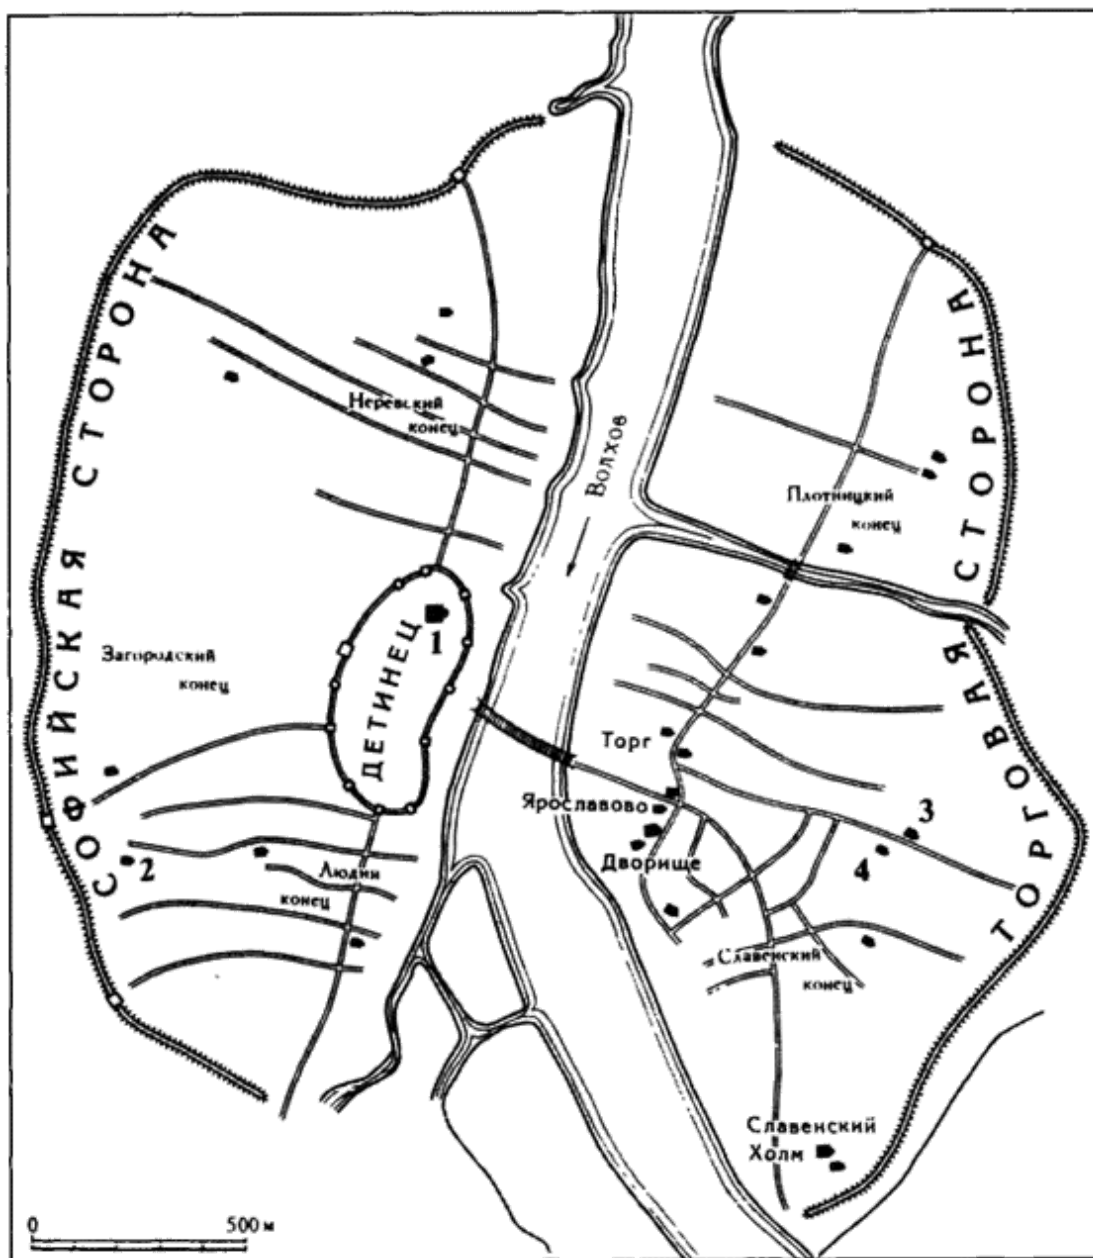 СОФИЙСКАЯ СТОРОНА
ТОРГОВАЯ СТОРОНА
Неревский
конец
Волхов
Плотницкий
конец
1
ДЕТИНЕЦ
Загородский
конец
Торг
Ярославово
Дворище
3
4
2
Людин
конец
Славенский
конец
Славенский
Холм
0 500 м